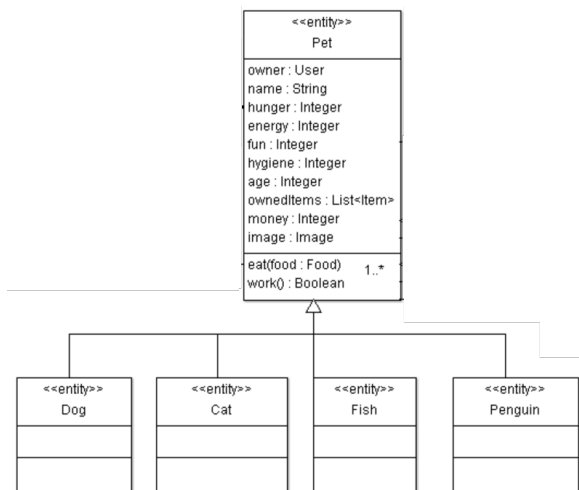 <<entity>>
Pet
owner : User
name : String
hunger : Integer
energy : Integer
fun : Integer
hygiene : Integer
age : Integer
ownedItems : List<Item>
money : Integer
image : Image
eat(food : Food)
1..*
work() : Boolean
<<entity>> <<entity>> <<entity>> <<entity>>
Dog Cat Fish Penguin